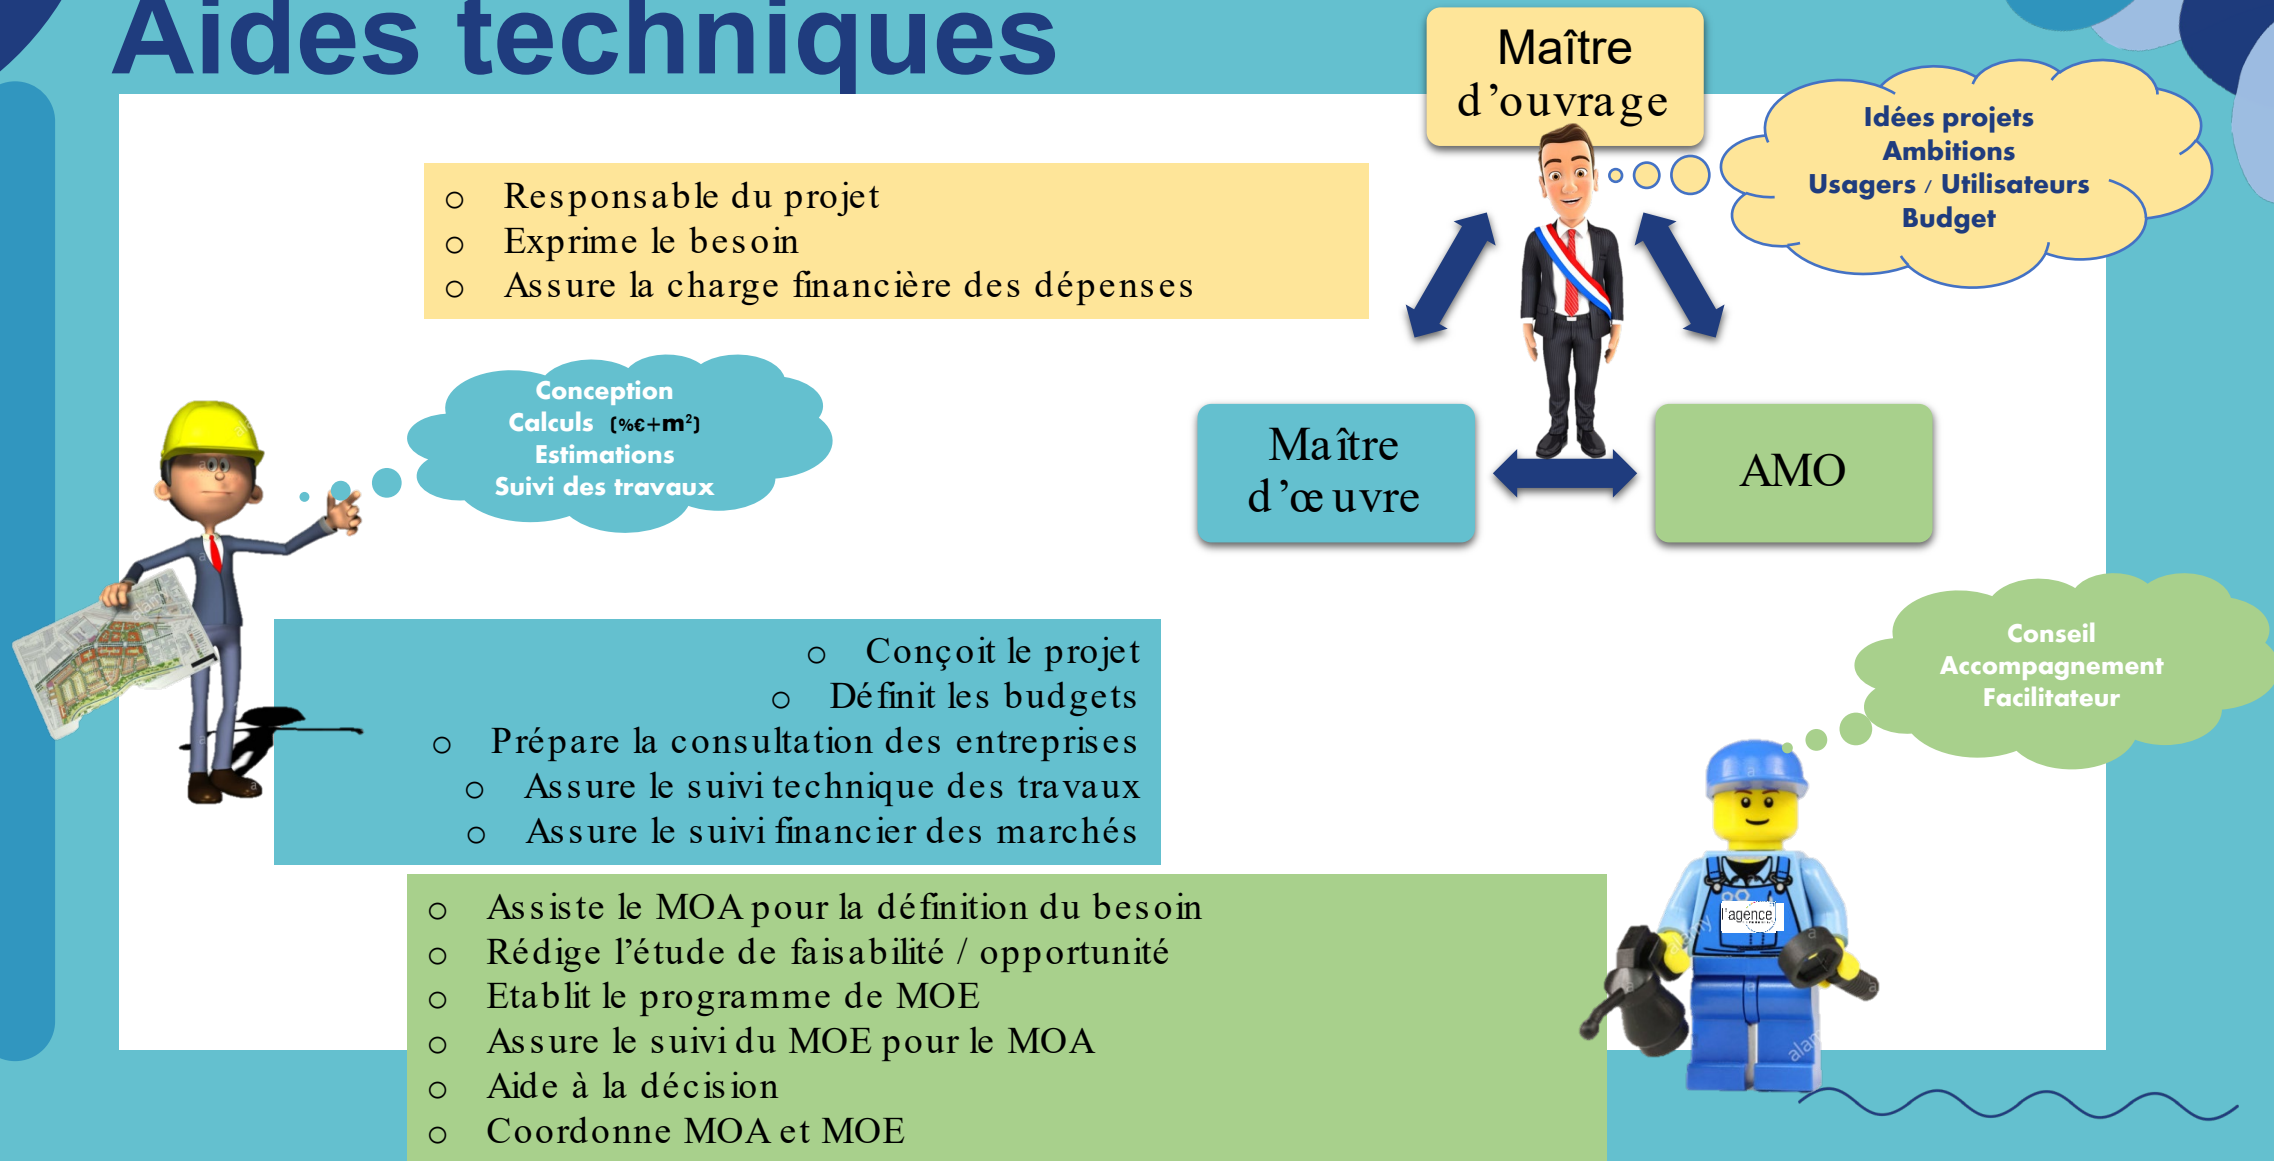 Aides techniques
Maître
d’ouvrage
Idées projets
Ambitions
Usagers / Utilisateurs
Budget
o Responsable du projet
o Exprime le besoin
o Assure la charge financière des dépenses
Conception
Calculs (%€+m²)
Estimations
Suivi des travaux
Maître
d’œuvre
AMO
Conseil
Accompagnement
Facilitateur
o Conçoit le projet
o Définit les budgets
o Prépare la consultation des entreprises
o Assure le suivi technique des travaux
o Assure le suivi financier des marchés
l'agence
o Assiste le MOA pour la définition du besoin
o Rédige l’étude de faisabilité / opportunité
o Etablit le programme de MOE
o Assure le suivi du MOE pour le MOA
o Aide à la décision
o Coordonne MOA et MOE
alamy